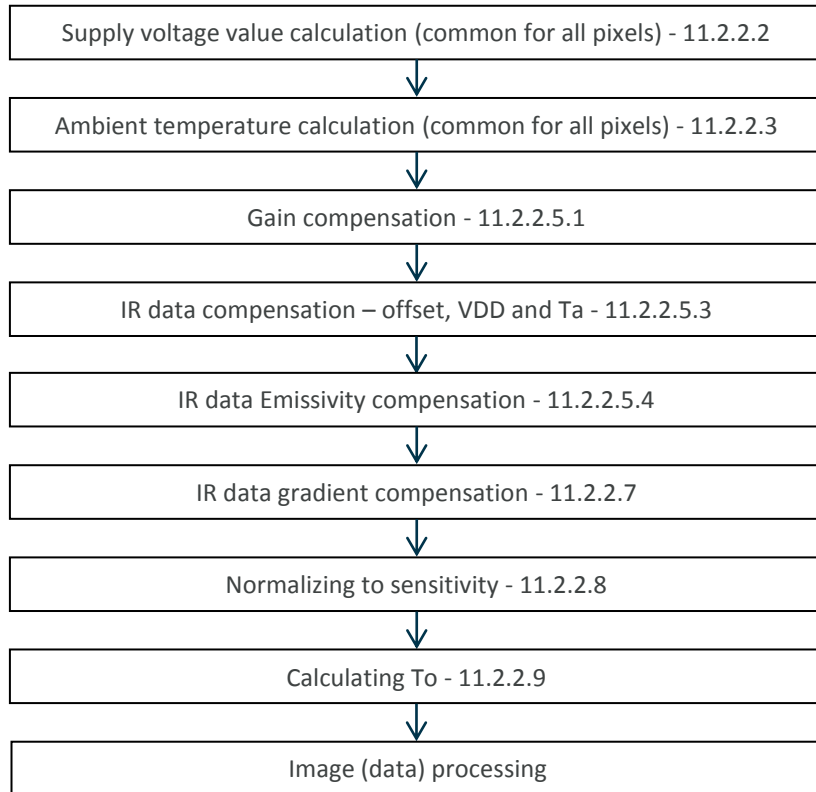 Supply voltage value calculation (common for all pixels) - 11.2.2.2
Ambient temperature calculation (common for all pixels) - 11.2.2.3
Gain compensation - 11.2.2.5.1
IR data compensation – offset, VDD and Ta - 11.2.2.5.3
IR data Emissivity compensation - 11.2.2.5.4
IR data gradient compensation - 11.2.2.7
Normalizing to sensitivity - 11.2.2.8
Calculating To - 11.2.2.9
Image (data) processing